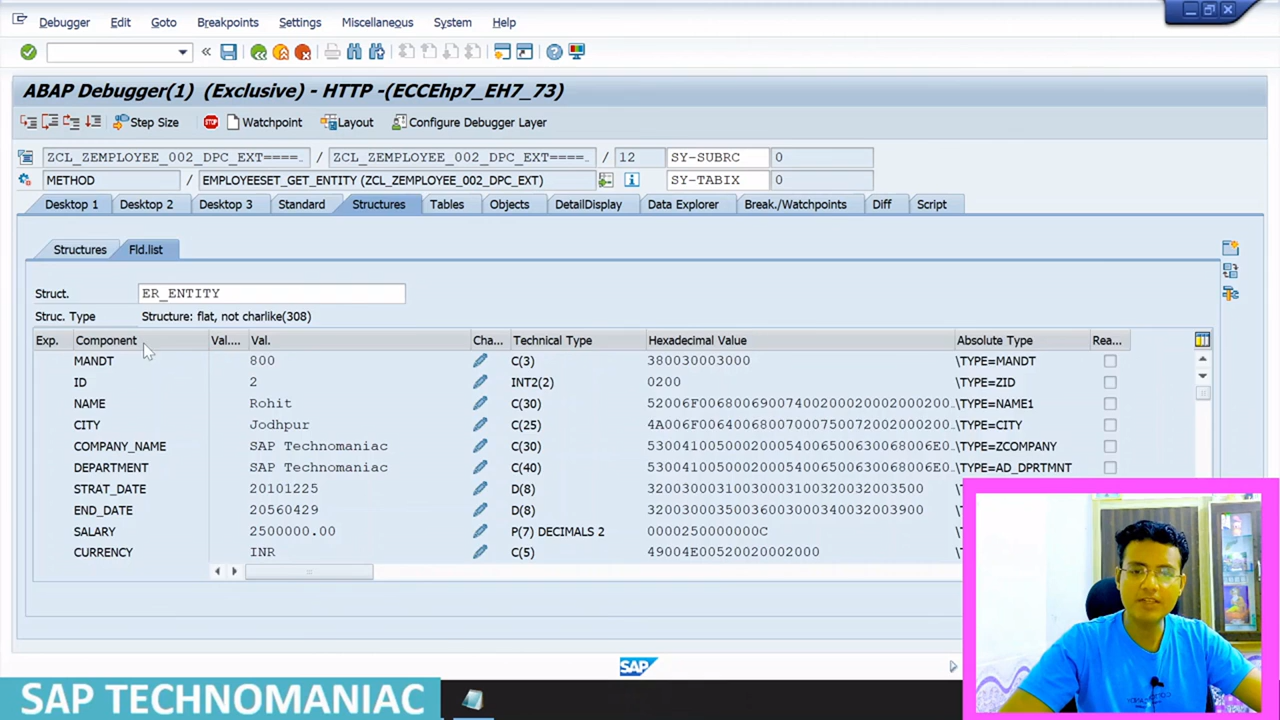 Debugger Edit Goto Breakpoints Settings Miscellaneous System Help
ABAP Debugger(1) (Exclusive) - HTTP -(ECCEhp7_EH7_73)
Step Size Watchpoint Layout Configure Debugger Layer
ZCL_ZEMPLOYEE_002_DPC_EXT====… / ZCL_ZEMPLOYEE_002_DPC_EXT====… / 12 SY-SUBRC 0
METHOD / EMPLOYEESET_GET_ENTITY (ZCL_ZEMPLOYEE_002_DPC_EXT) SY-TABIX 0
Desktop 1 Desktop 2 Desktop 3 Standard Structures Tables Objects DetailDisplay Data Explorer Break./Watchpoints Diff Script
Structures Fld.list
Struct. ER_ENTITY
Struc. Type Structure: flat, not charlike(308)
Exp. Component Val.... Val. Cha... Technical Type Hexadecimal Value Absolute Type Rea...
MANDT 800 C(3) 380030003000 \TYPE=MANDT
ID 2 INT2(2) 0200 \TYPE=ZID
NAME Rohit C(30) 52006F006800690074002000200020002000… \TYPE=NAME1
CITY Jodhpur C(25) 4A006F0064006800700075007200200020 00… \TYPE=CITY
COMPANY_NAME SAP Technomaniac C(30) 530041005000200054006500630068006E0… \TYPE=ZCOMPANY
DEPARTMENT SAP Technomaniac C(40) 530041005000200054006500630068006E0… \TYPE=AD_DPRTMNT
STRAT_DATE 20101225 D(8) 32003000310030003100320032003500
END_DATE 20560429 D(8) 32003000350036003000340032003900
SALARY 2500000.00 P(7) DECIMALS 2 0000250000000C
CURRENCY INR C(5) 49004E00520020002000
SAP
SAP TECHNOMANIAC